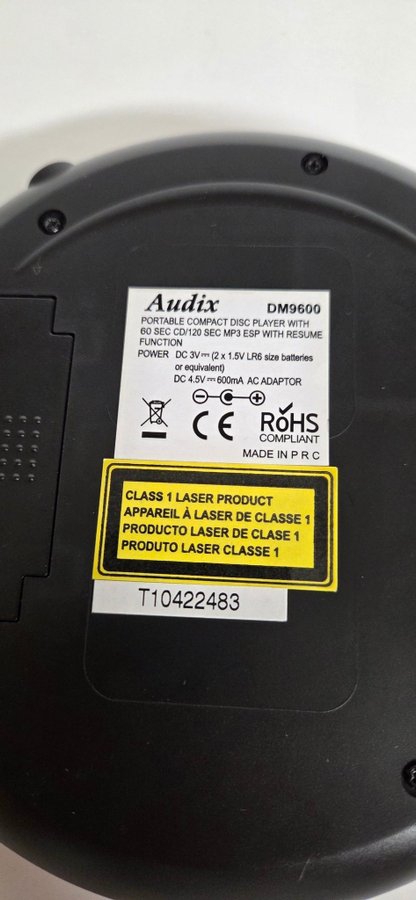 Audix DM9600
PORTABLE COMPACT DISC PLAYER WITH
60 SEC CD/120 SEC MP3 ESP WITH RESUME
FUNCTION
POWER DC 3V⎓ (2 x 1.5V LR6 size batteries
or equivalent)
DC 4.5V⎓600mA AC ADAPTOR
CE RoHS
COMPLIANT
MADE IN P R C
CLASS 1 LASER PRODUCT
APPAREIL À LASER DE CLASSE 1
PRODUCTO LASER DE CLASE 1
PRODUTO LASER CLASSE 1
T10422483